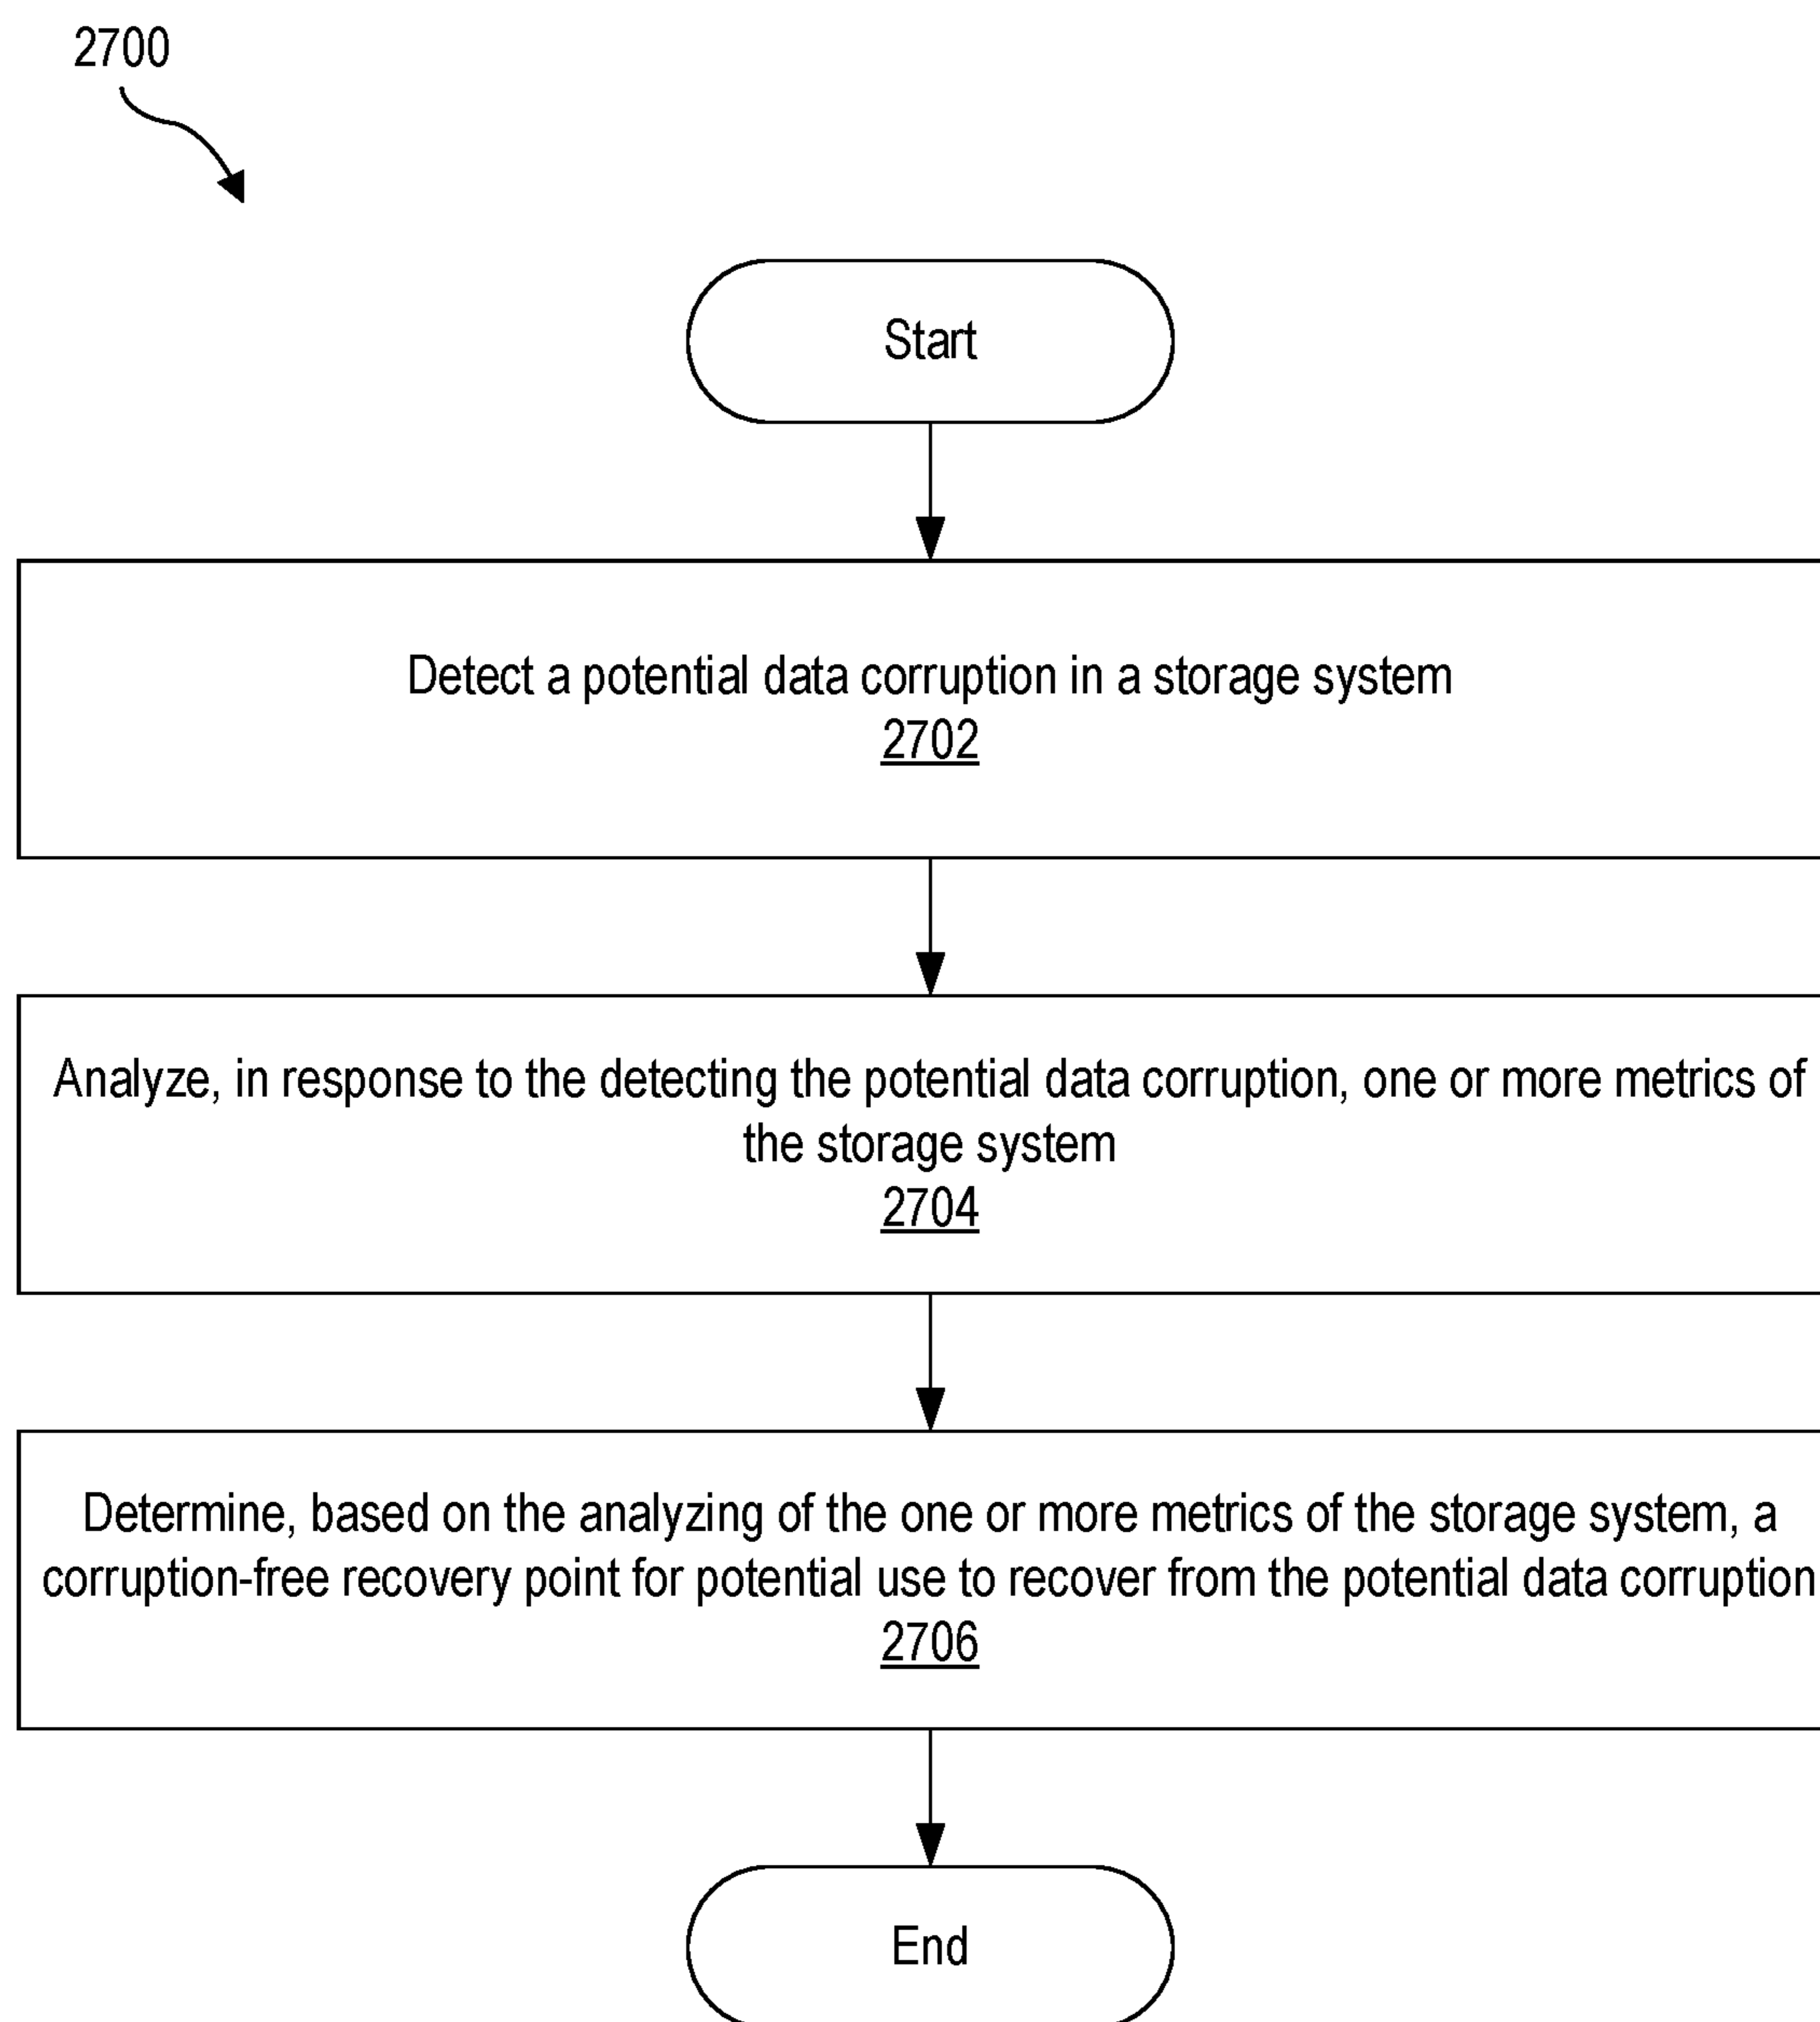 2700
Start
Detect a potential data corruption in a storage system
2702
Analyze, in response to the detecting the potential data corruption, one or more metrics of
the storage system
2704
Determine, based on the analyzing of the one or more metrics of the storage system, a
corruption-free recovery point for potential use to recover from the potential data corruption
2706
End